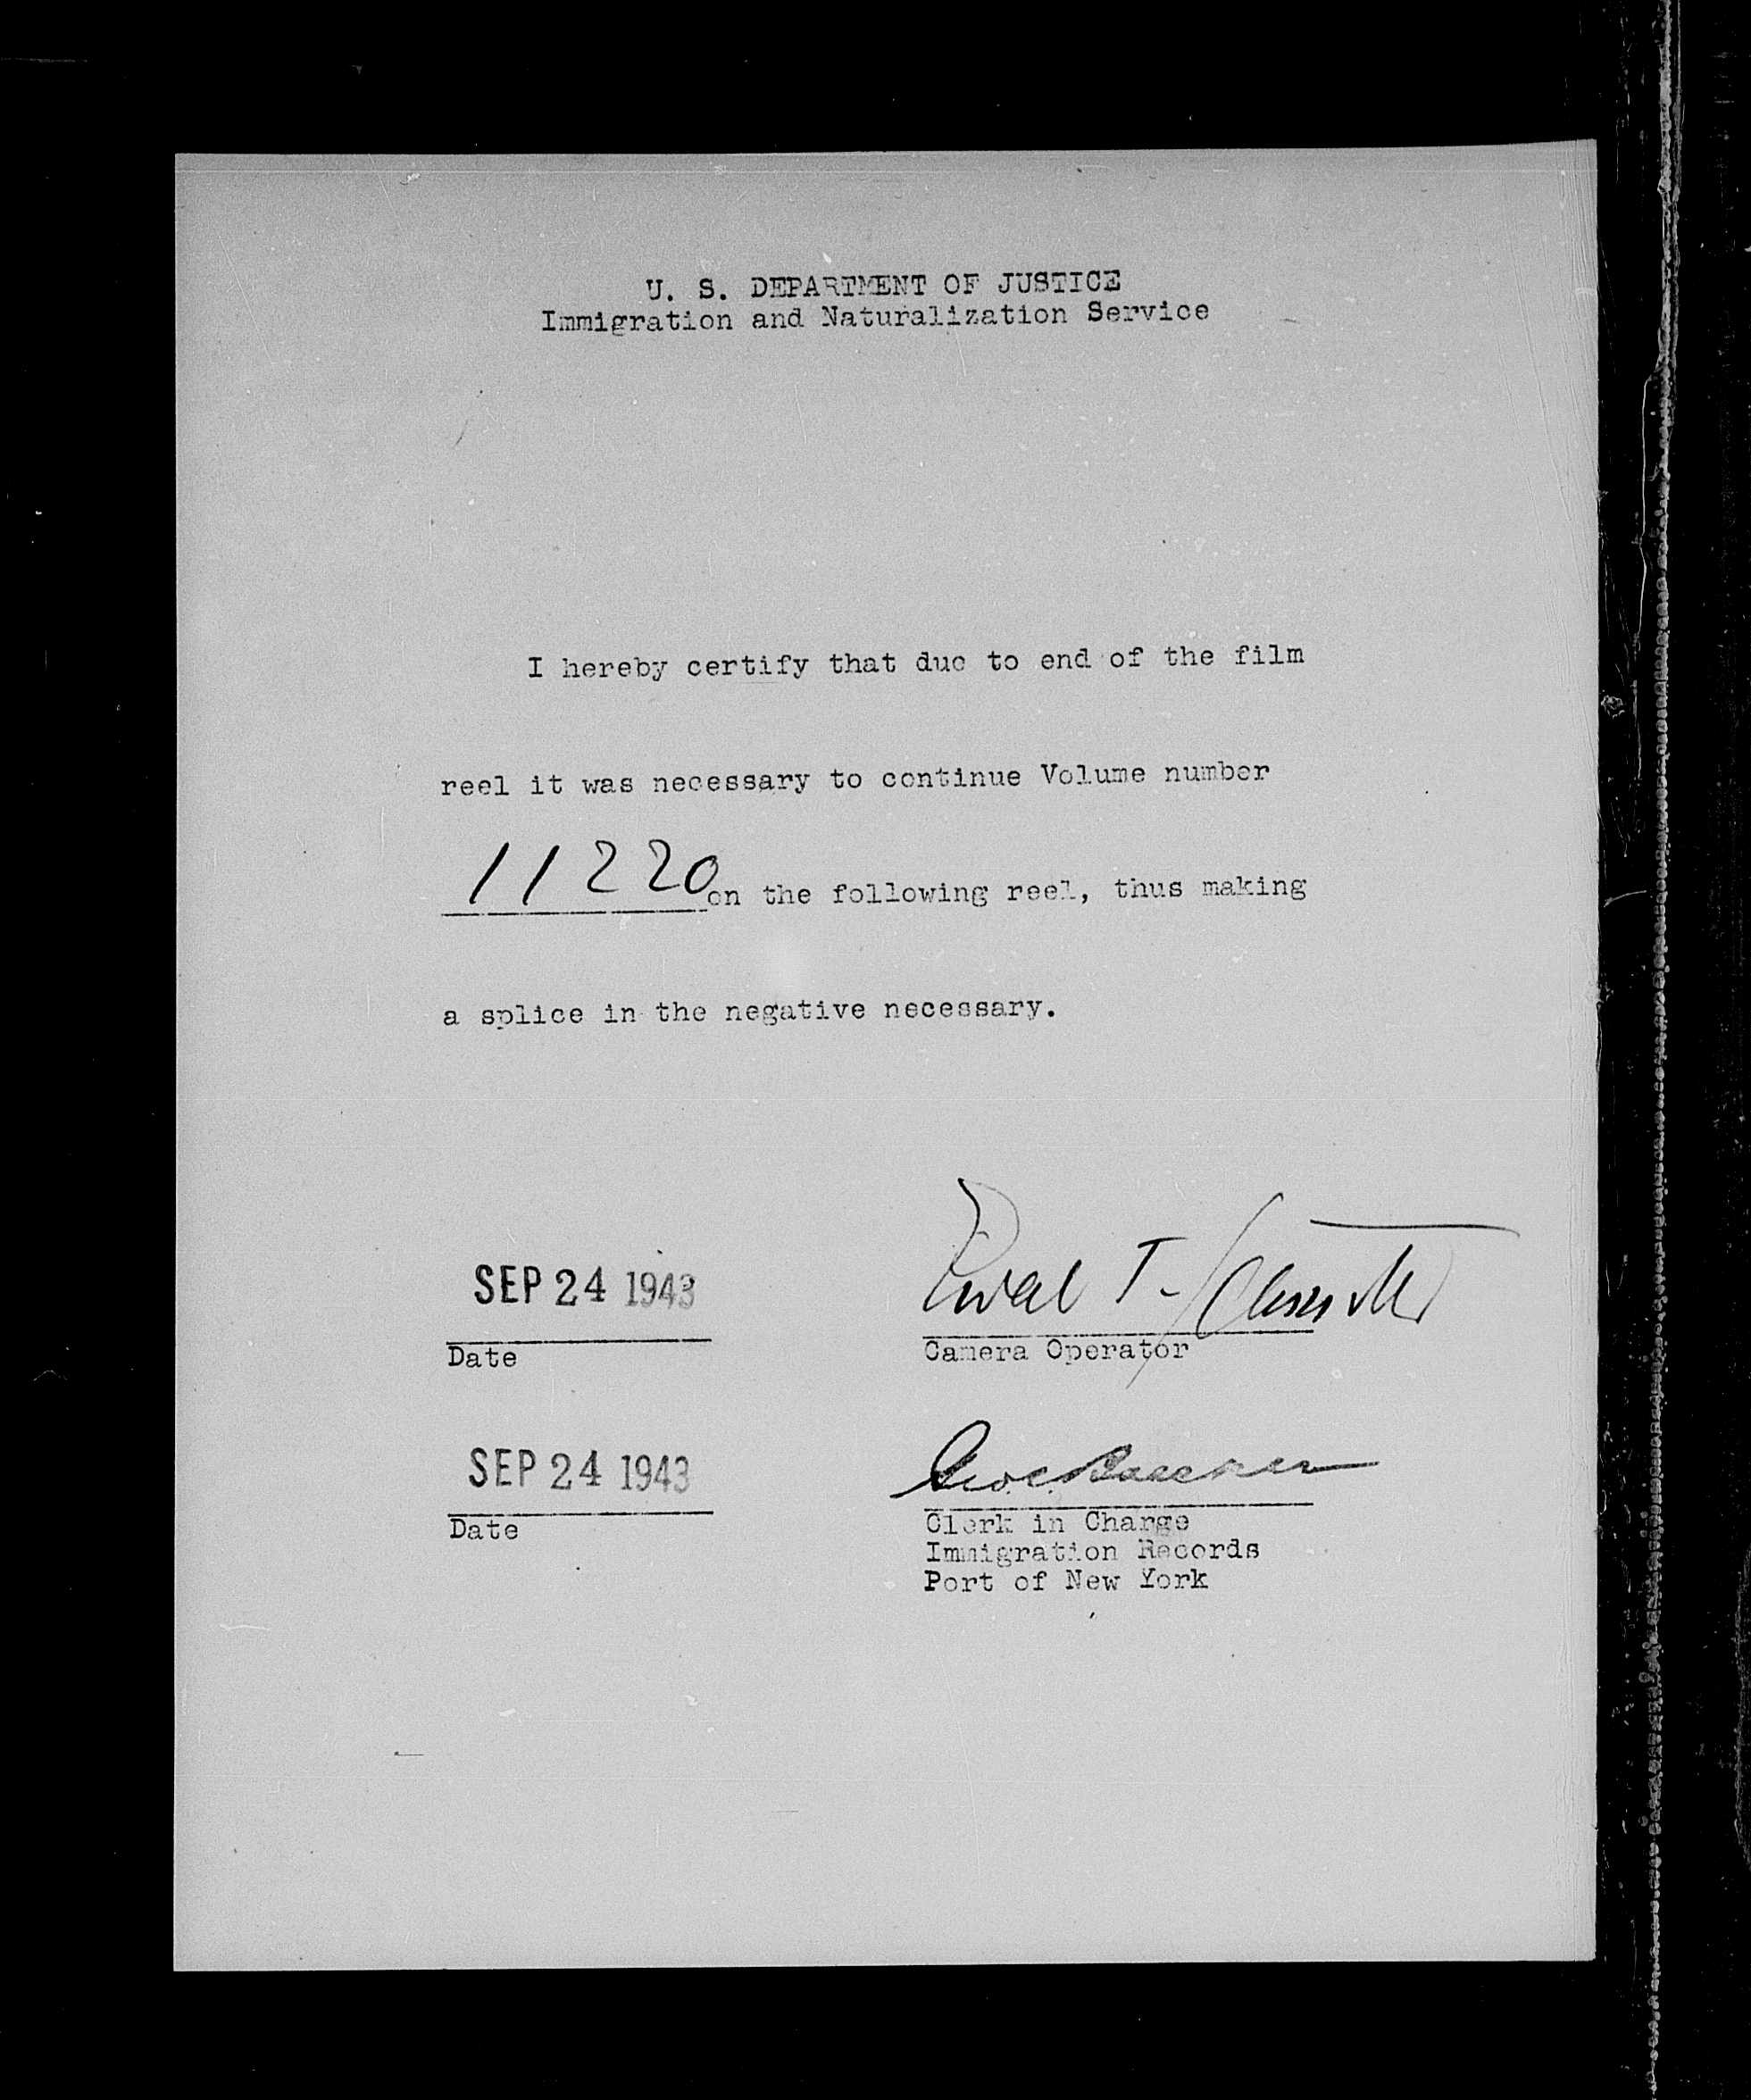 U. S. DEPARTMENT OF JUSTICE
Immigration and Naturalization Service
I hereby certify that due to end of the film
reel it was necessary to continue Volume number
11220 on the following reel, thus making
a splice in the negative necessary.
SEP 24 1943
Date
T.
Camera Operator
SEP 24 1943
Date
Clerk in Charge
Immigration Records
Port of New York